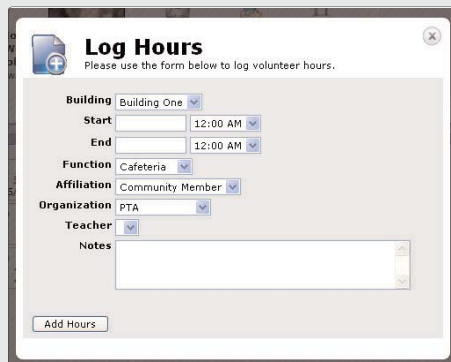 Log Hours
Please use the form below to log volunteer hours.
Building Building One
Start 12:00 AM
End 12:00 AM
Function Cafeteria
Affiliation Community Member
Organization PTA
Teacher
Notes
Add Hours